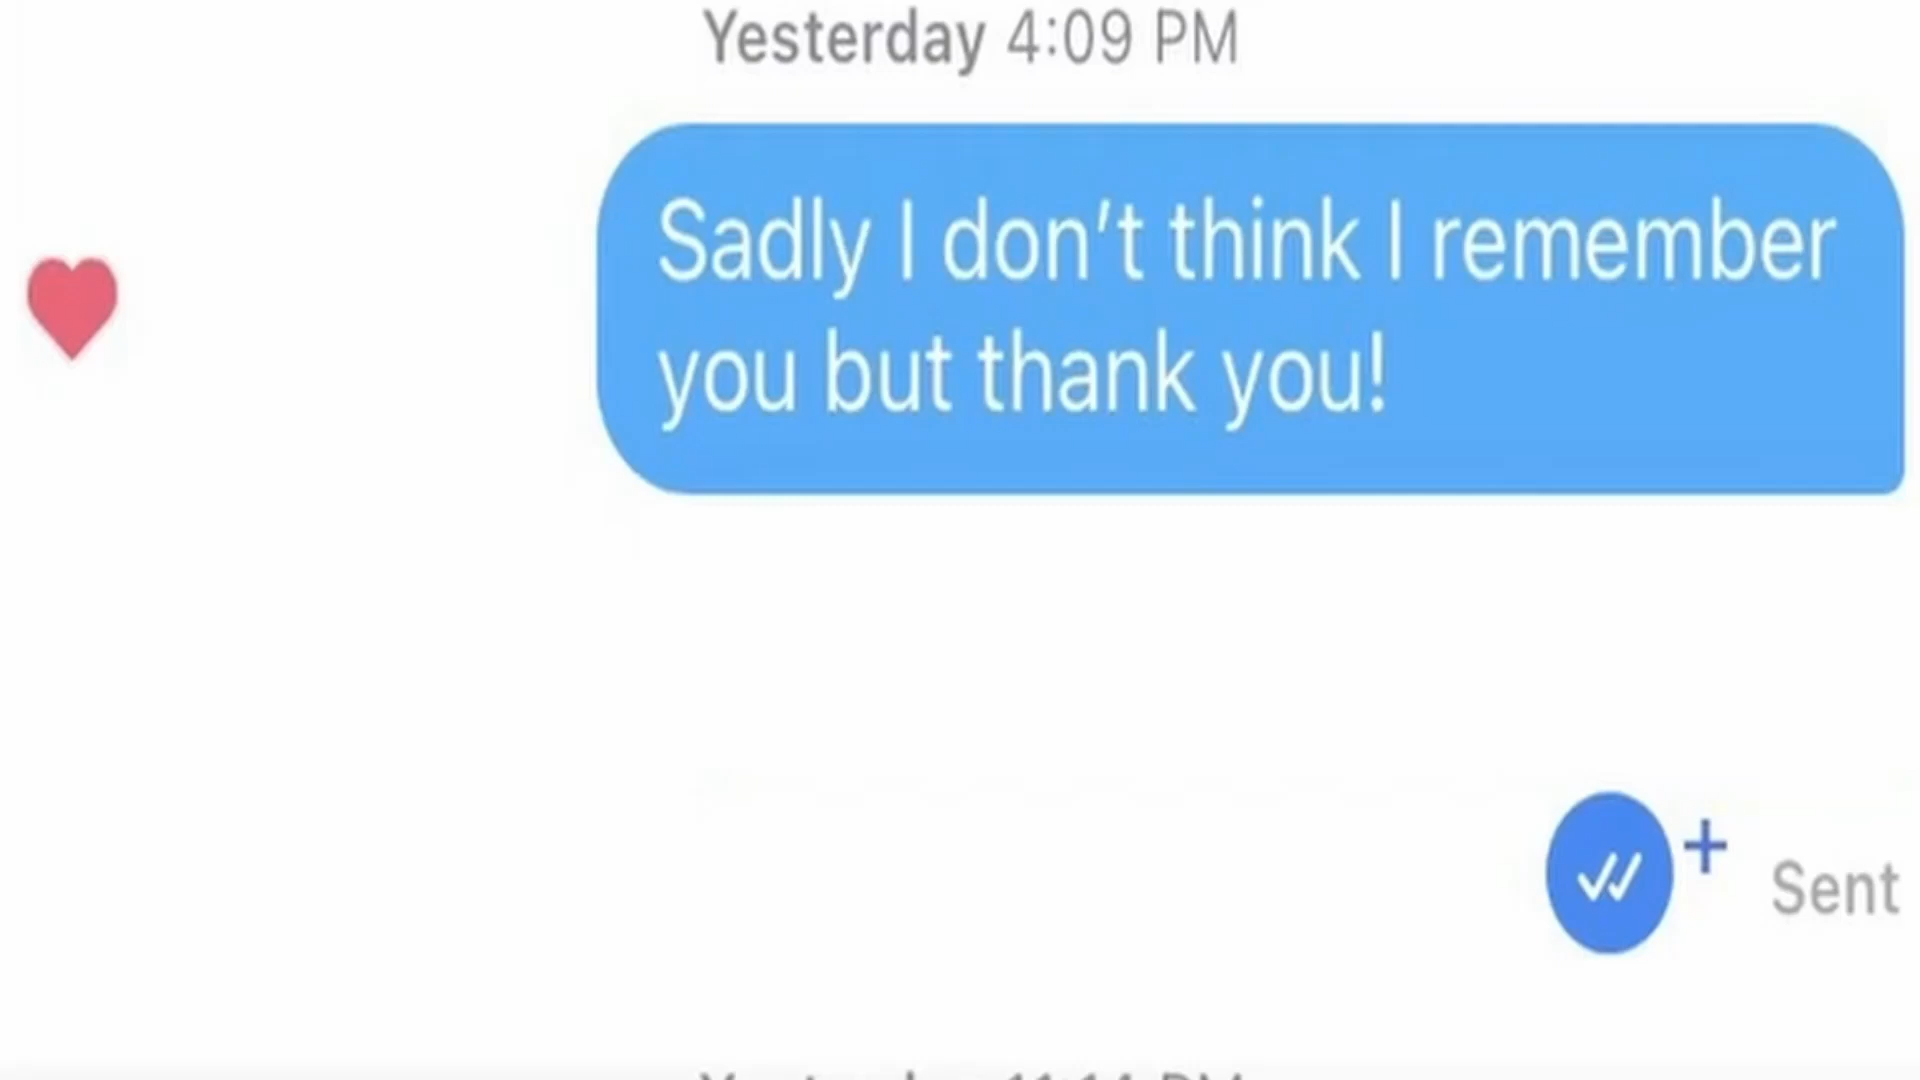 Yesterday 4:09 PM
Sadly I don’t think I remember
you but thank you!
Sent